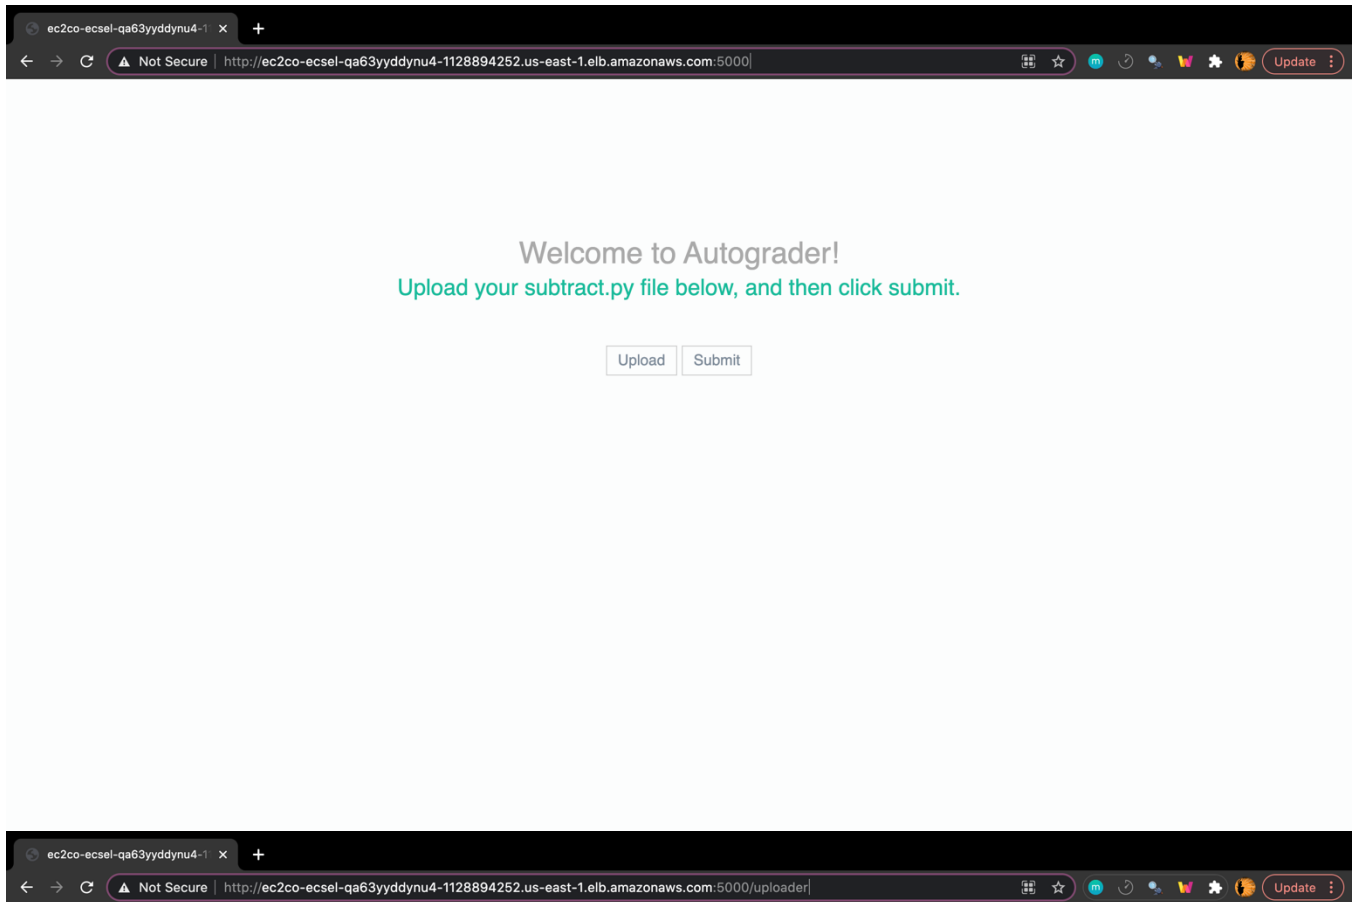 ec2co-ecsel-qa63yyddynu4-1
Not Secure | http://ec2co-ecsel-qa63yyddynu4-1128894252.us-east-1.elb.amazonaws.com:5000 Update
Welcome to Autograder!
Upload your subtract.py file below, and then click submit.
Upload Submit
ec2co-ecsel-qa63yyddynu4-1
Not Secure | http://ec2co-ecsel-qa63yyddynu4-1128894252.us-east-1.elb.amazonaws.com:5000/uploader Update